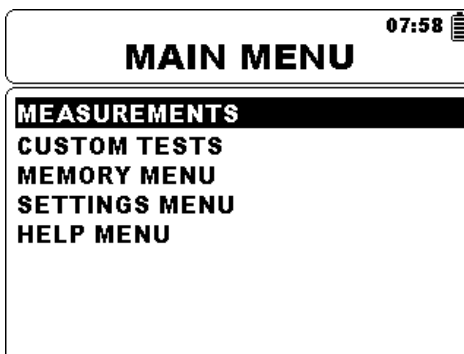 07:58
MAIN MENU
MEASUREMENTS
CUSTOM TESTS
MEMORY MENU
SETTINGS MENU
HELP MENU